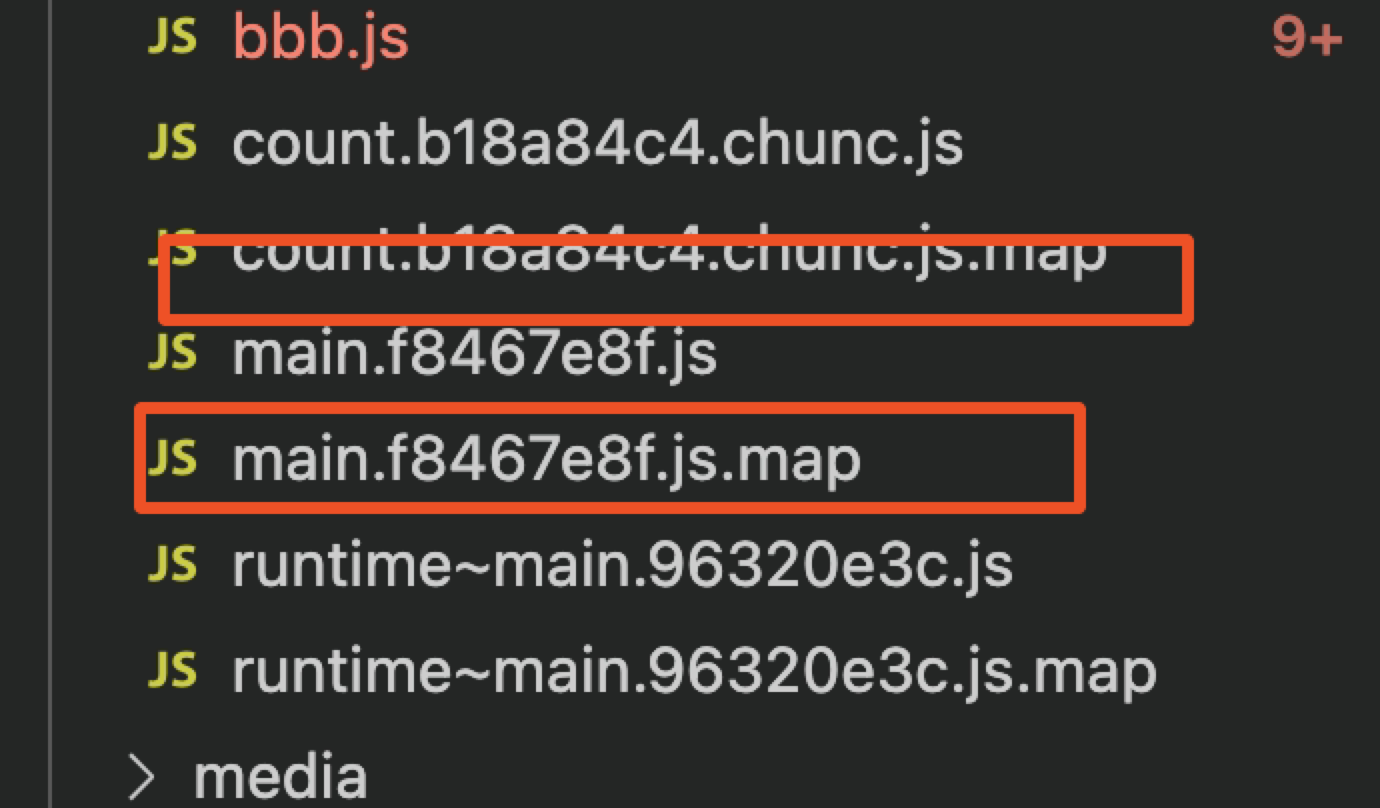 JS bbb.js 9+
JS count.b18a84c4.chunc.js
JS count.b18a84c4.chunc.js.map
JS main.f8467e8f.js
JS main.f8467e8f.js.map
JS runtime~main.96320e3c.js
JS runtime~main.96320e3c.js.map
media